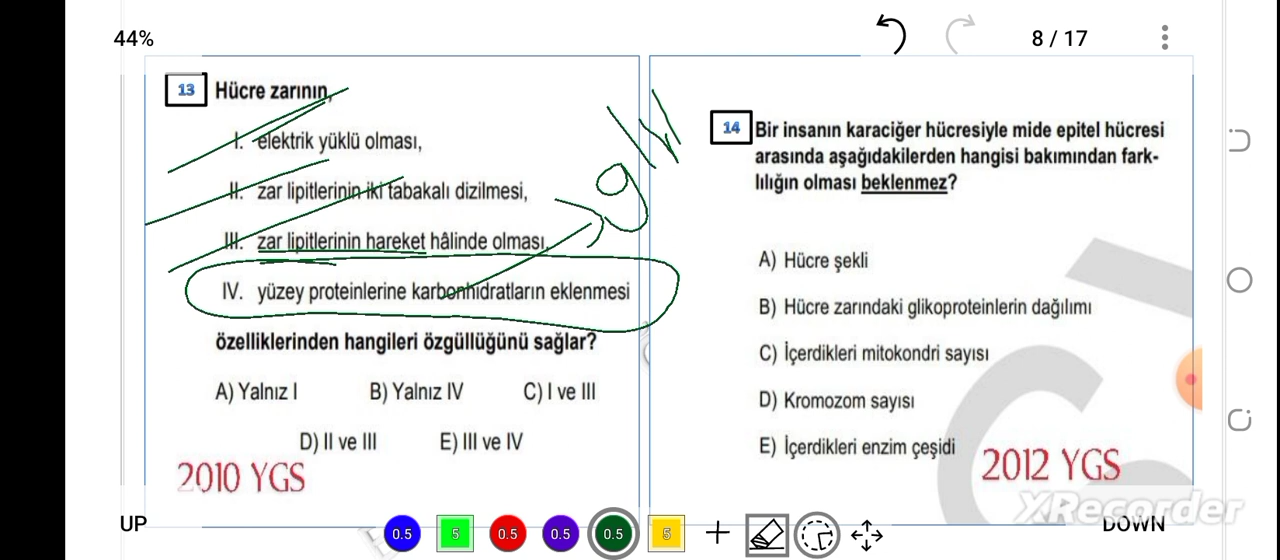 44%
8 / 17
13 Hücre zarının,
I. elektrik yüklü olması,
II. zar lipitlerinin iki tabakalı dizilmesi,
III. zar lipitlerinin hareket hâlinde olması,
IV. yüzey proteinlerine karbonhidratların eklenmesi
özelliklerinden hangileri özgüllüğünü sağlar?
A) Yalnız I B) Yalnız IV C) I ve III
D) II ve III E) III ve IV
2010 YGS
14 Bir insanın karaciğer hücresiyle mide epitel hücresi
arasında aşağıdakilerden hangisi bakımından fark-
lılığın olması beklenmez?
A) Hücre şekli
B) Hücre zarındaki glikoproteinlerin dağılımı
C) İçerdikleri mitokondri sayısı
D) Kromozom sayısı
E) İçerdikleri enzim çeşidi
2012 YGS
XRecorder
UP
0.5 5 0.5 0.5 0.5 5
DOWN